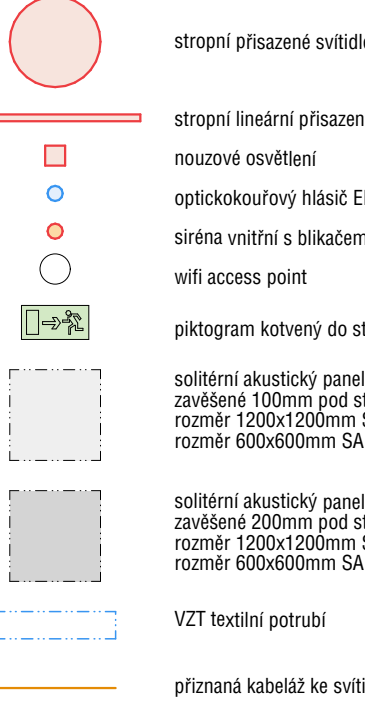 stropní přisazené svítidl
stropní lineární přisazen
nouzové osvětlení
optickokouřový hlásič E
siréna vnitřní s blikačem
wifi access point
piktogram kotvený do st
solitérní akustický panel
zavěšené 100mm pod st
rozměr 1200x1200mm S
rozměr 600x600mm SA
solitérní akustický panel
zavěšené 200mm pod st
rozměr 1200x1200mm S
rozměr 600x600mm SA
VZT textilní potrubí
přiznaná kabeláž ke svíti